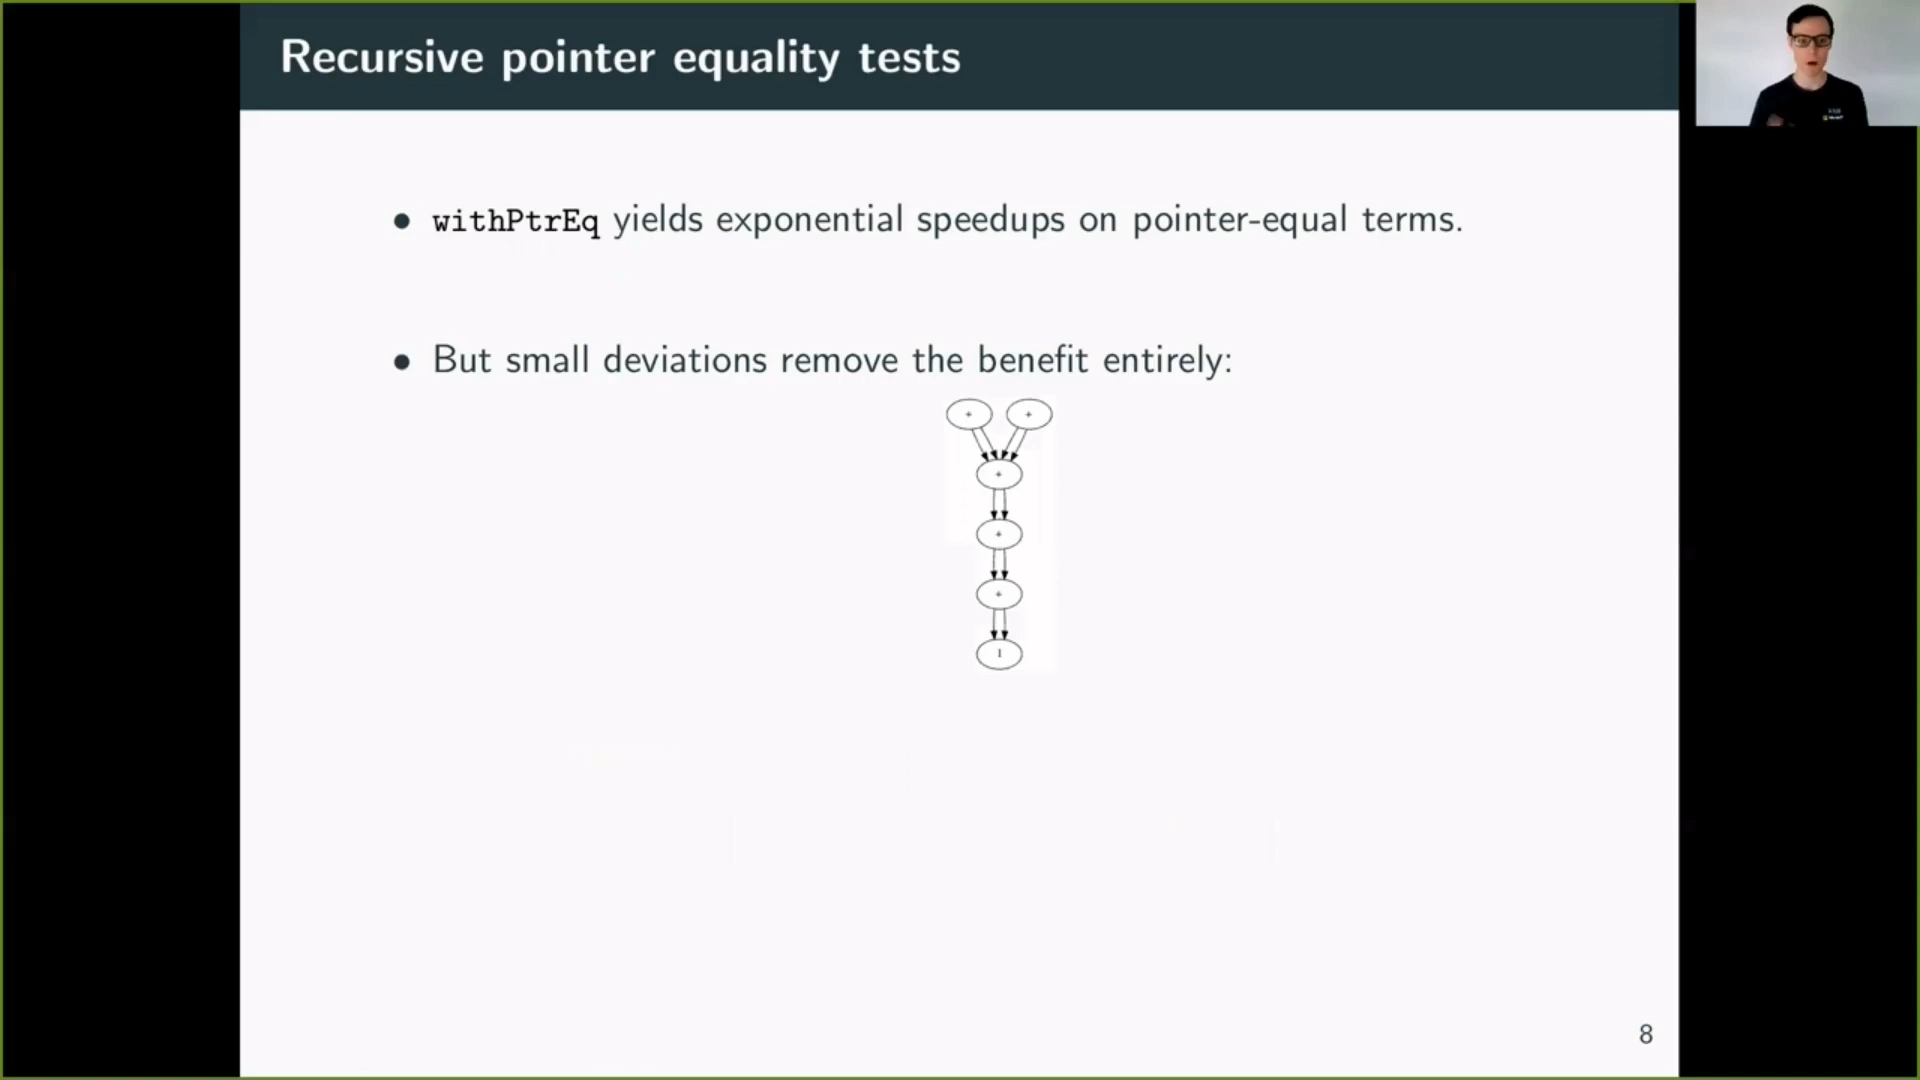 Recursive pointer equality tests
• withPtrEq yields exponential speedups on pointer-equal terms.
• But small deviations remove the benefit entirely:
+ +
+
+
+
1
8